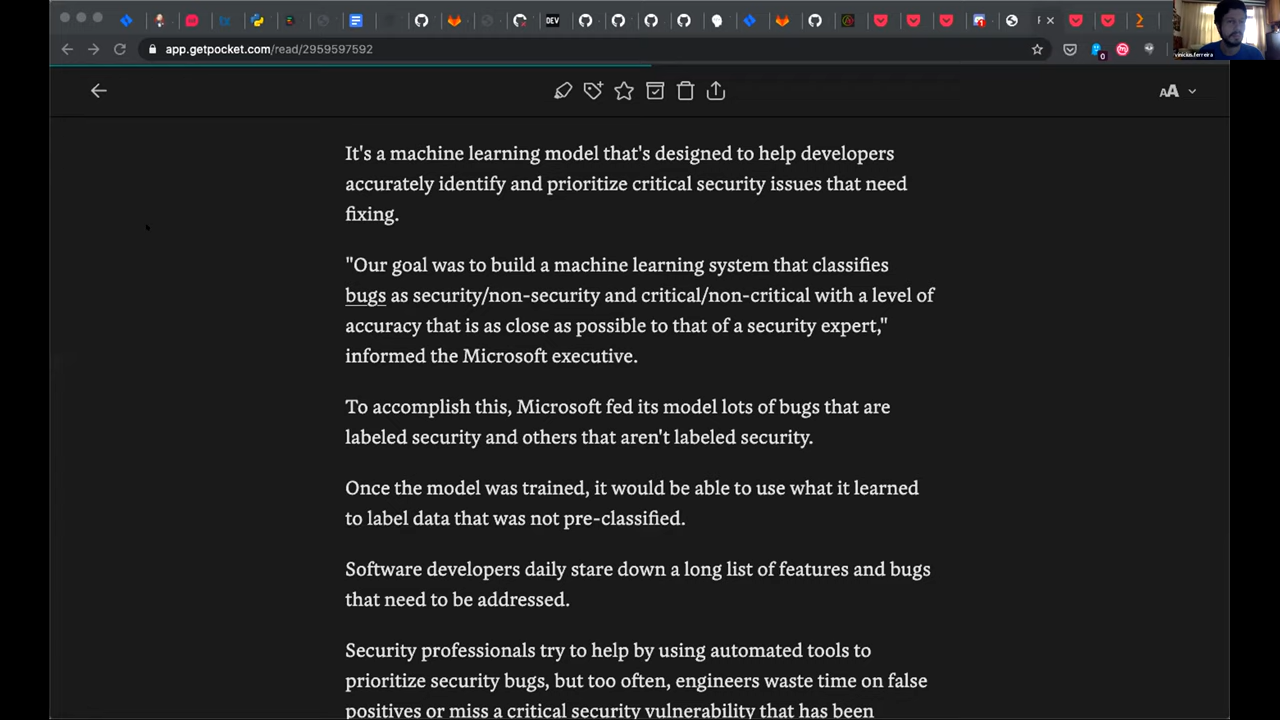 DEV
app.getpocket.com/read/2959597592
0
vinicius.ferreira
AA
It's a machine learning model that's designed to help developers
accurately identify and prioritize critical security issues that need
fixing.
"Our goal was to build a machine learning system that classifies
bugs as security/non-security and critical/non-critical with a level of
accuracy that is as close as possible to that of a security expert,"
informed the Microsoft executive.
To accomplish this, Microsoft fed its model lots of bugs that are
labeled security and others that aren't labeled security.
Once the model was trained, it would be able to use what it learned
to label data that was not pre-classified.
Software developers daily stare down a long list of features and bugs
that need to be addressed.
Security professionals try to help by using automated tools to
prioritize security bugs, but too often, engineers waste time on false
positives or miss a critical security vulnerability that has been